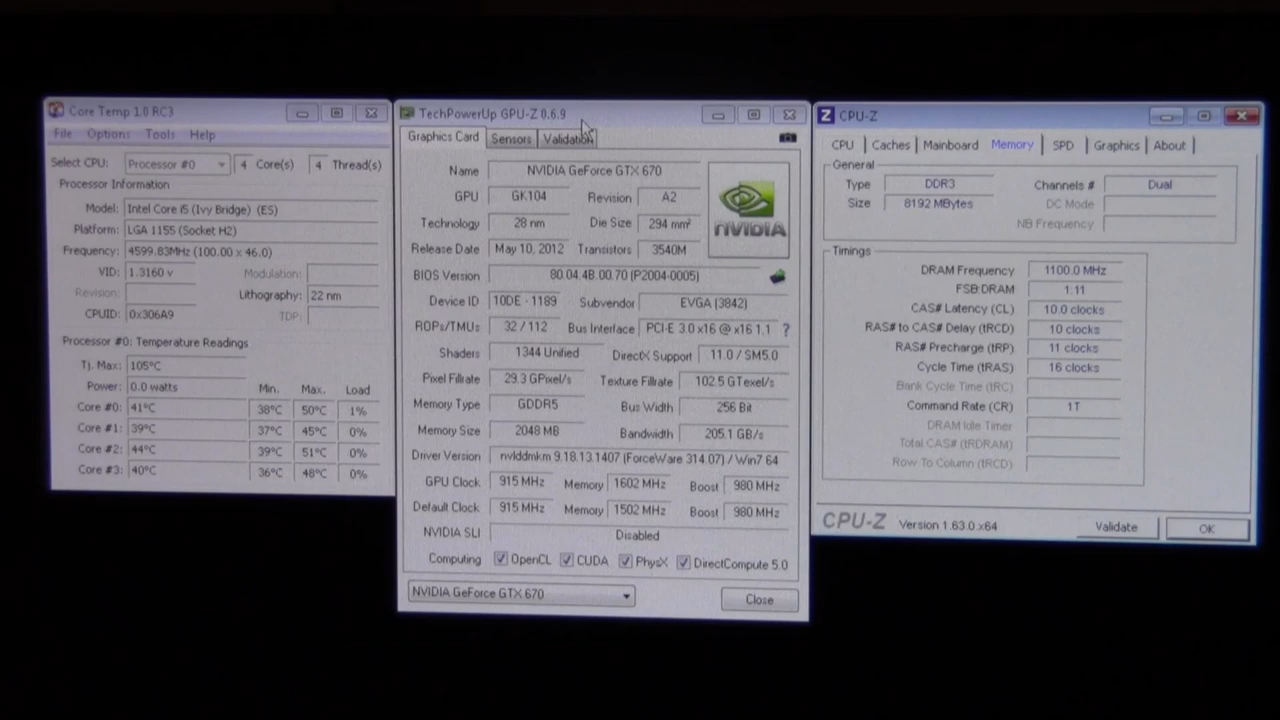 Core Temp 1.0 RC3
File Options Tools Help
Select CPU: Processor #0 4 Core(s) 4 Thread(s)
Processor Information
Model: Intel Core i5 (Ivy Bridge) (E5)
Platform: LGA 1155 (Socket H2)
Frequency: 4599.83MHz (100.00 x 46.0)
VID: 1.3160 v Modulation:
Revision: Lithography: 22 nm
CPUID: 0x306A9 TDP:
Processor #0: Temperature Readings
Tj. Max: 105°C
Power: 0.0 watts Min. Max. Load
Core #0: 41°C 38°C 50°C 1%
Core #1: 39°C 37°C 45°C 0%
Core #2: 44°C 39°C 51°C 0%
Core #3: 40°C 36°C 48°C 0%
TechPowerUp GPU-Z 0.6.9
Graphics Card Sensors Validation
Name NVIDIA GeForce GTX 670
GPU GK104 Revision A2
Technology 28 nm Die Size 294 mm²
Release Date May 10, 2012 Transistors 3540M
NVIDIA
BIOS Version 80.04.4B.00.70 (P2004-0005)
Device ID 10DE - 1189 Subvendor EVGA (3842)
ROPs/TMUs 32 / 112 Bus Interface PCI-E 3.0 x16 @ x16 1.1 ?
Shaders 1344 Unified DirectX Support 11.0 / SM5.0
Pixel Fillrate 29.3 GPixel/s Texture Fillrate 102.5 GTexel/s
Memory Type GDDR5 Bus Width 256 Bit
Memory Size 2048 MB Bandwidth 205.1 GB/s
Driver Version nvlddmkm 9.18.13.1407 (ForceWare 314.07) / Win7 64
GPU Clock 915 MHz Memory 1602 MHz Boost 980 MHz
Default Clock 915 MHz Memory 1502 MHz Boost 980 MHz
NVIDIA SLI Disabled
Computing OpenCL CUDA PhysX DirectCompute 5.0
NVIDIA GeForce GTX 670 Close
CPU-Z
CPU Caches Mainboard Memory SPD Graphics About
General
Type DDR3 Channels # Dual
Size 8192 MBytes DC Mode
NB Frequency
Timings
DRAM Frequency 1100.0 MHz
FSB:DRAM 1:11
CAS# Latency (CL) 10.0 clocks
RAS# to CAS# Delay (tRCD) 10 clocks
RAS# Precharge (tRP) 11 clocks
Cycle Time (tRAS) 16 clocks
Bank Cycle Time (tRC)
Command Rate (CR) 1T
DRAM Idle Timer
Total CAS# (tRDRAM)
Row To Column (tRCD)
CPU-Z Version 1.63.0 x64 Validate OK